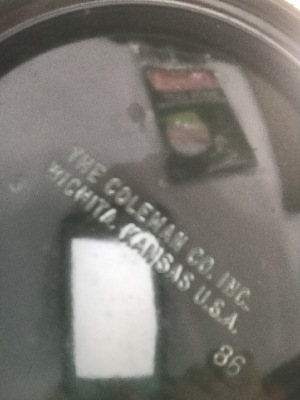 THE COLEMAN CO. INC.
WICHITA, KANSAS U.S.A.
86